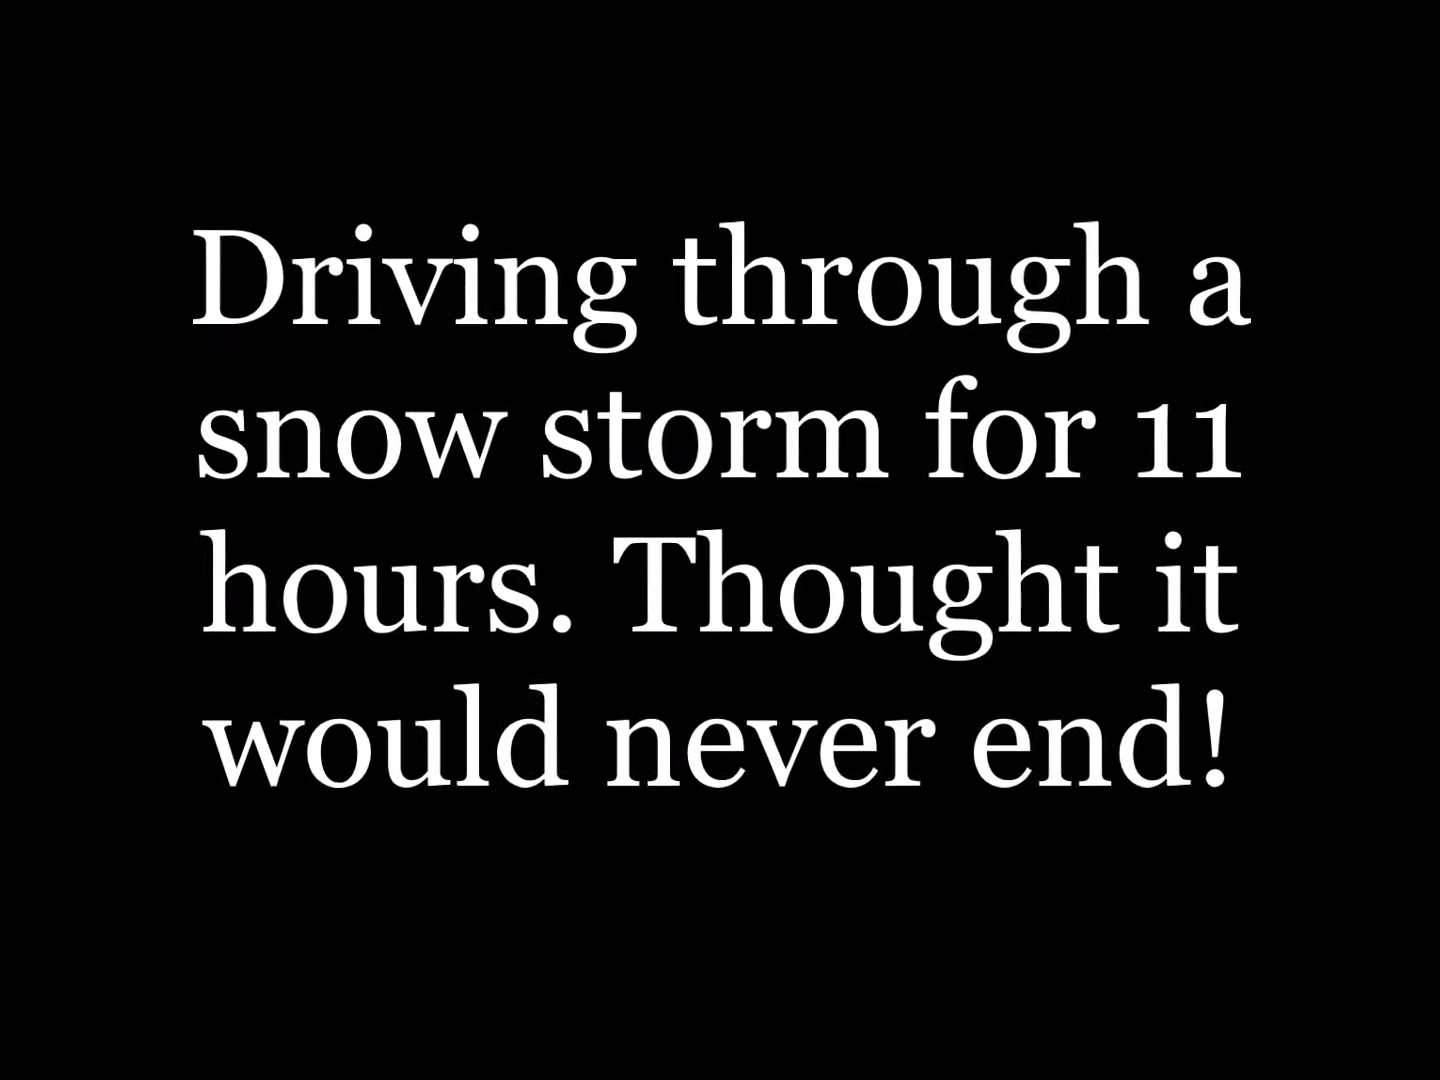 Driving through a
snow storm for 11
hours. Thought it
would never end!